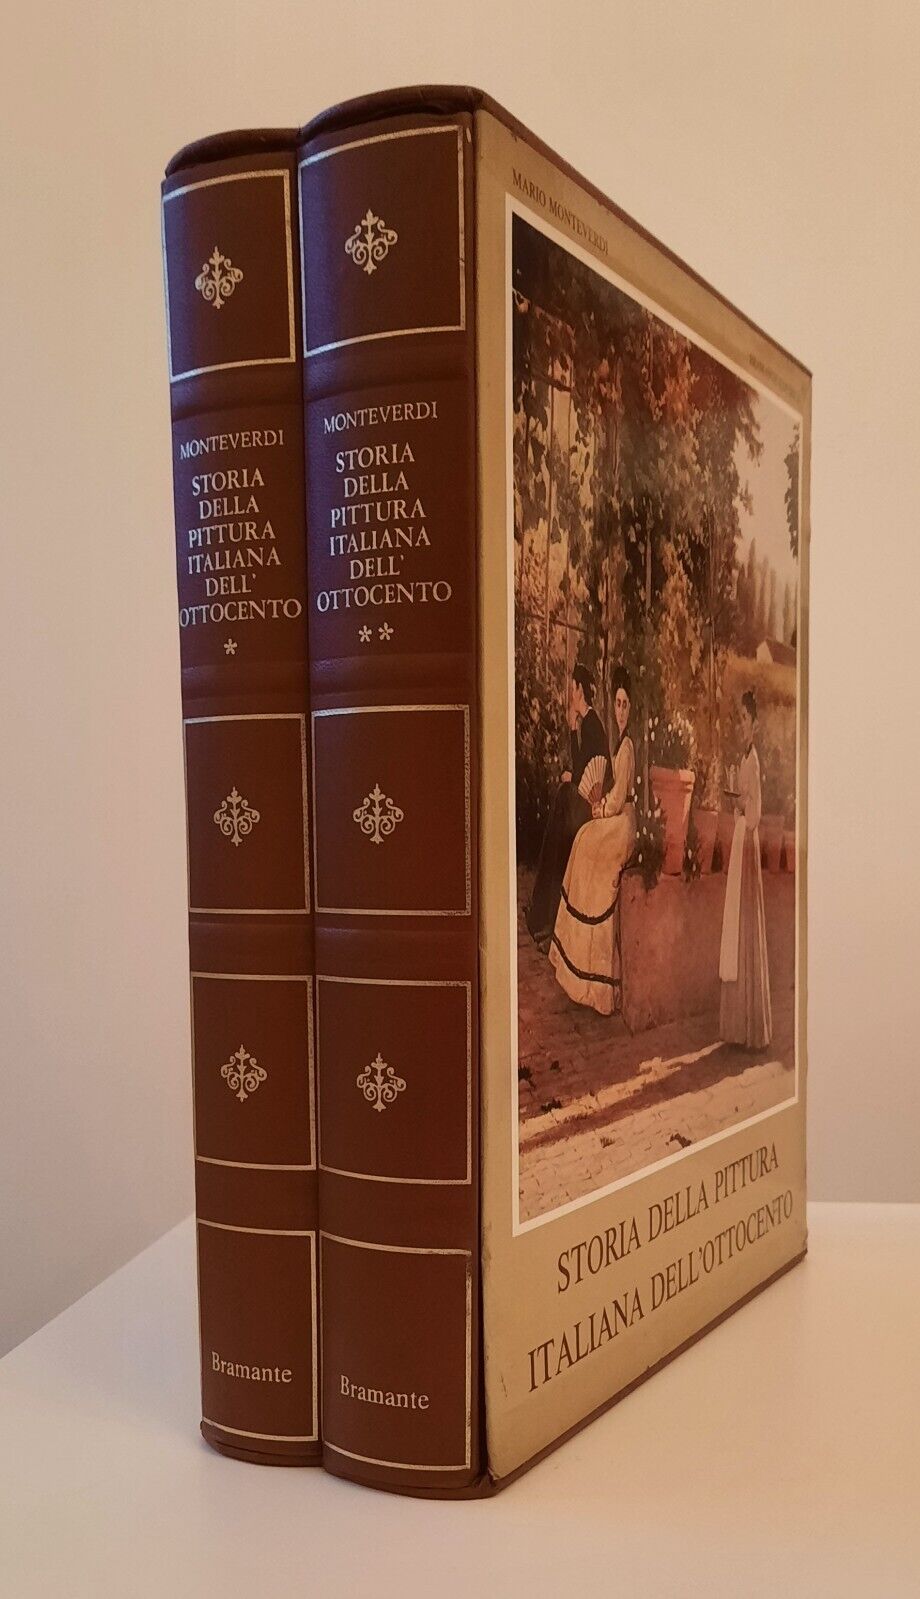 MONTEVERDI
STORIA
DELLA
PITTURA
ITALIANA
DELL'
OTTOCENTO
*
Bramante
MONTEVERDI
STORIA
DELLA
PITTURA
ITALIANA
DELL'
OTTOCENTO
**
Bramante
MARIO MONTEVERDI
STORIA DELLA PITTURA
ITALIANA DELL'OTTOCENTO